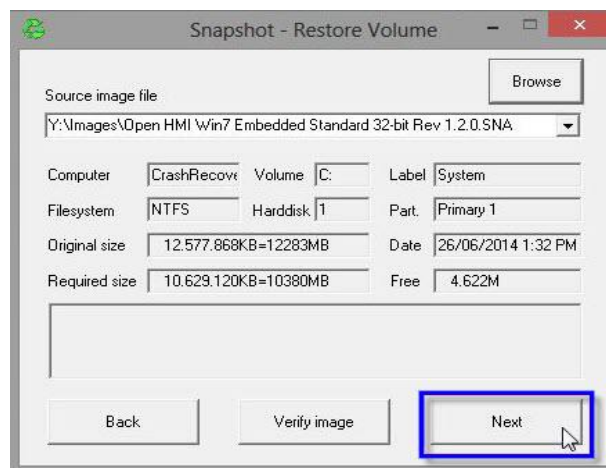 Snapshot - Restore Volume
Browse
Source image file
Y:\Images\Open HMI Win7 Embedded Standard 32-bit Rev 1.2.0.SNA
Computer CrashRecove Volume C: Label System
Filesystem NTFS Harddisk 1 Part. Primary 1
Original size 12.577.868KB=12283MB Date 26/06/2014 1:32 PM
Required size 10.629.120KB=10380MB Free 4.622M
Back Verify image Next